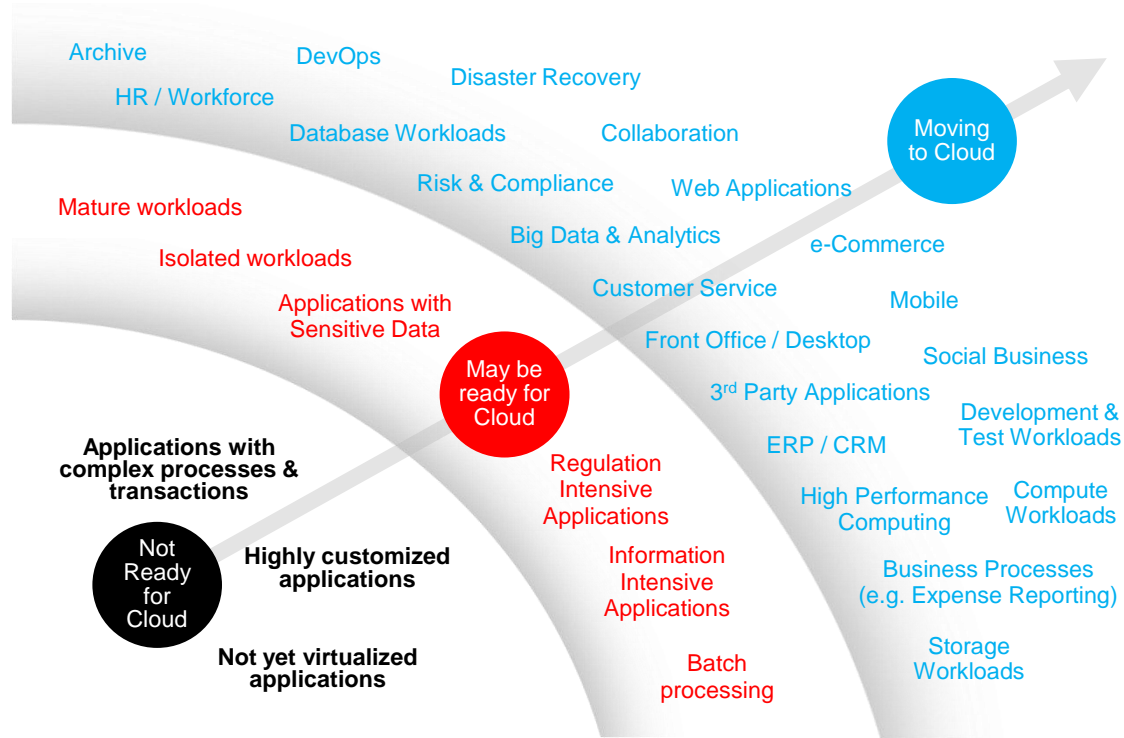 Archive
DevOps
Disaster Recovery
HR / Workforce
Database Workloads
Collaboration
Moving
to Cloud
Risk & Compliance
Web Applications
Mature workloads
Big Data & Analytics
e-Commerce
Isolated workloads
Customer Service
Mobile
Applications with
Sensitive Data
Front Office / Desktop
Social Business
May be
ready for
Cloud
3rd Party Applications
Development &
Test Workloads
ERP / CRM
Applications with
complex processes &
transactions
Regulation
Intensive
Applications
High Performance
Computing
Compute
Workloads
Not
Ready
for
Cloud
Highly customized
applications
Information
Intensive
Applications
Business Processes
(e.g. Expense Reporting)
Not yet virtualized
applications
Batch
processing
Storage
Workloads